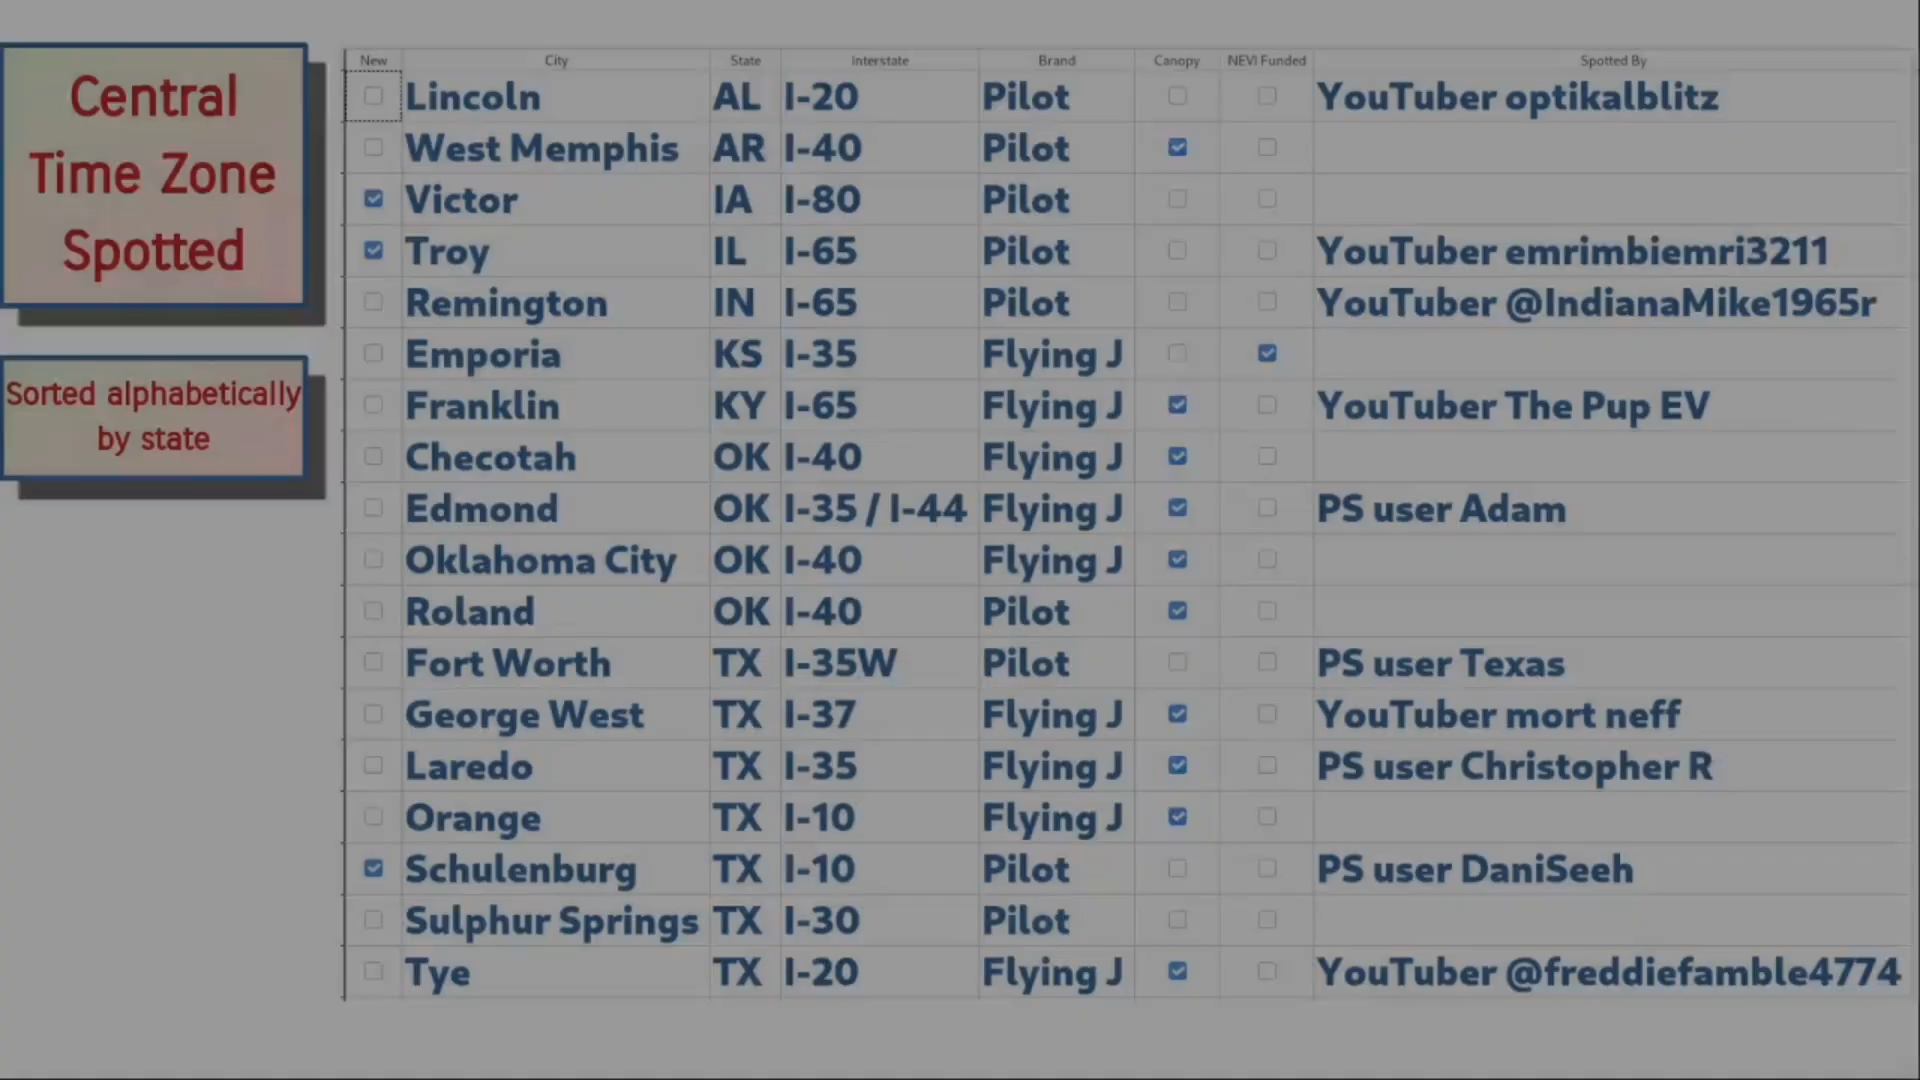 Central
Time Zone
Spotted
Sorted alphabetically
by state
New City State Interstate Brand Canopy NEVI Funded Spotted By
Lincoln AL I-20 Pilot YouTuber optikalblitz
West Memphis AR I-40 Pilot
Victor IA I-80 Pilot
Troy IL I-65 Pilot YouTuber emrimbiemri3211
Remington IN I-65 Pilot YouTuber @IndianaMike1965r
Emporia KS I-35 Flying J
Franklin KY I-65 Flying J YouTuber The Pup EV
Checotah OK I-40 Flying J
Edmond OK I-35 / I-44 Flying J PS user Adam
Oklahoma City OK I-40 Flying J
Roland OK I-40 Pilot
Fort Worth TX I-35W Pilot PS user Texas
George West TX I-37 Flying J YouTuber mort neff
Laredo TX I-35 Flying J PS user Christopher R
Orange TX I-10 Flying J
Schulenburg TX I-10 Pilot PS user DaniSeeh
Sulphur Springs TX I-30 Pilot
Tye TX I-20 Flying J YouTuber @freddiefamble4774